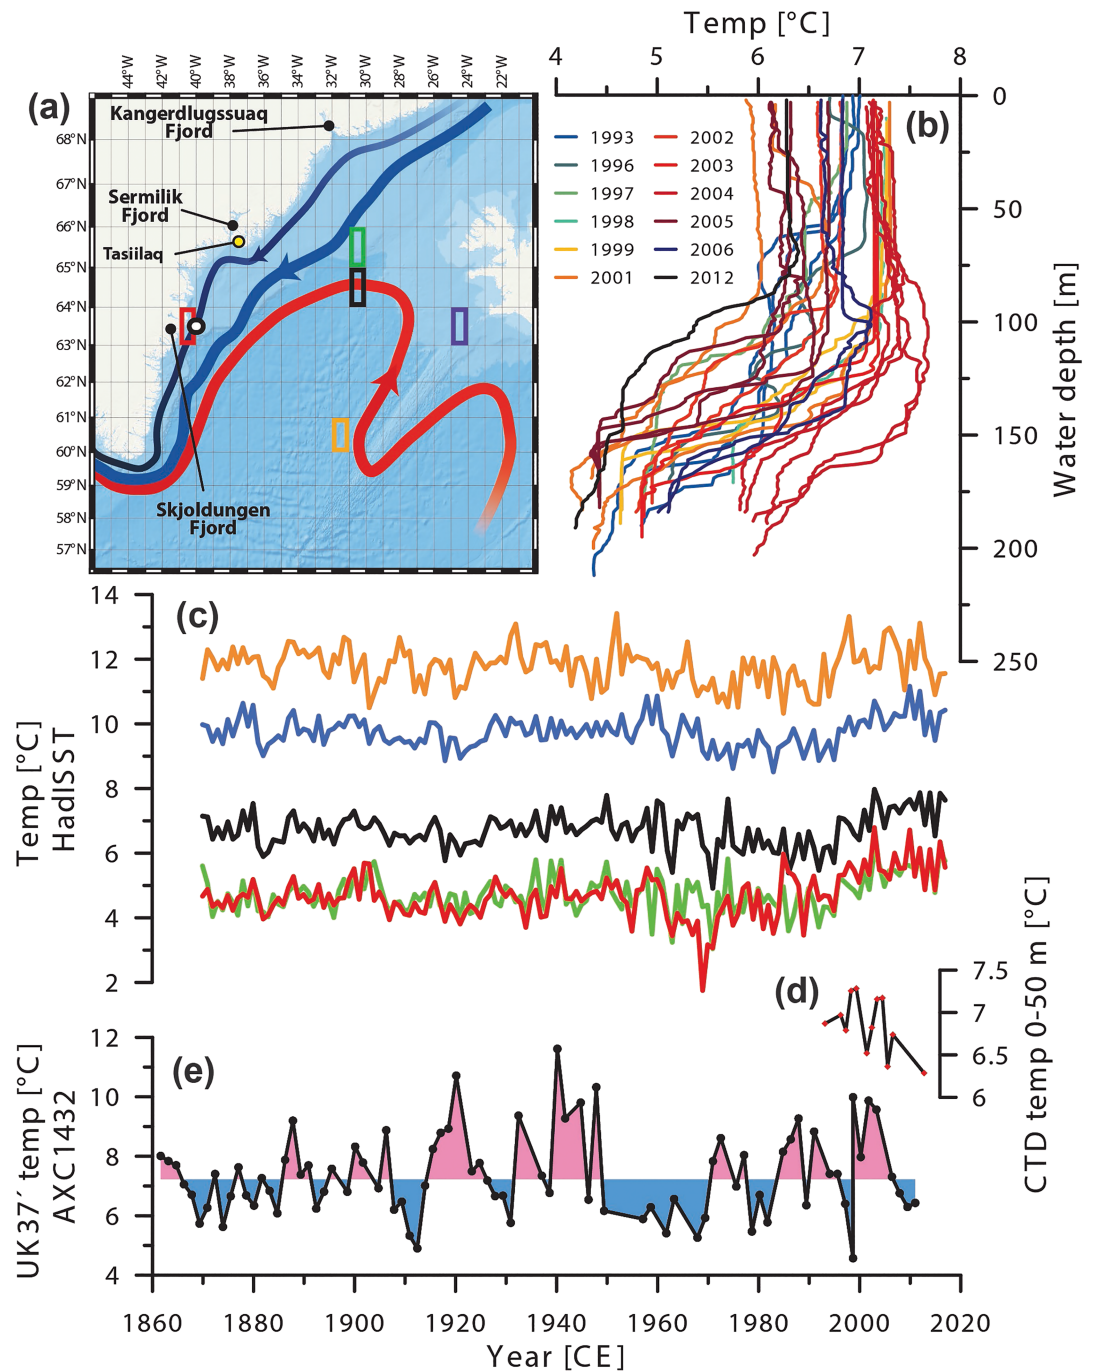 Temp [°C]
4 5 6 7 8
44°W 42°W 40°W 38°W 36°W 34°W 32°W 30°W 28°W 26°W 24°W 22°W
(a)
Kangerdlugssuaq
Fjord
Sermilik
Fjord
Tasiilaq
Skjoldungen
Fjord
68°N
67°N
66°N
65°N
64°N
63°N
62°N
61°N
60°N
59°N
58°N
57°N
(b)
1993 2002
1996 2003
1997 2004
1998 2005
1999 2006
2001 2012
0
50
100
150
200
250
Water depth [m]
(c)
14
12
10
8
6
4
2
Temp [°C]
HadISST
(d)
7.5
7
6.5
6
CTD temp 0-50 m [°C]
(e)
12
10
8
6
4
UK37´ temp [°C]
AXC1432
1860 1880 1900 1920 1940 1960 1980 2000 2020
Year [CE]